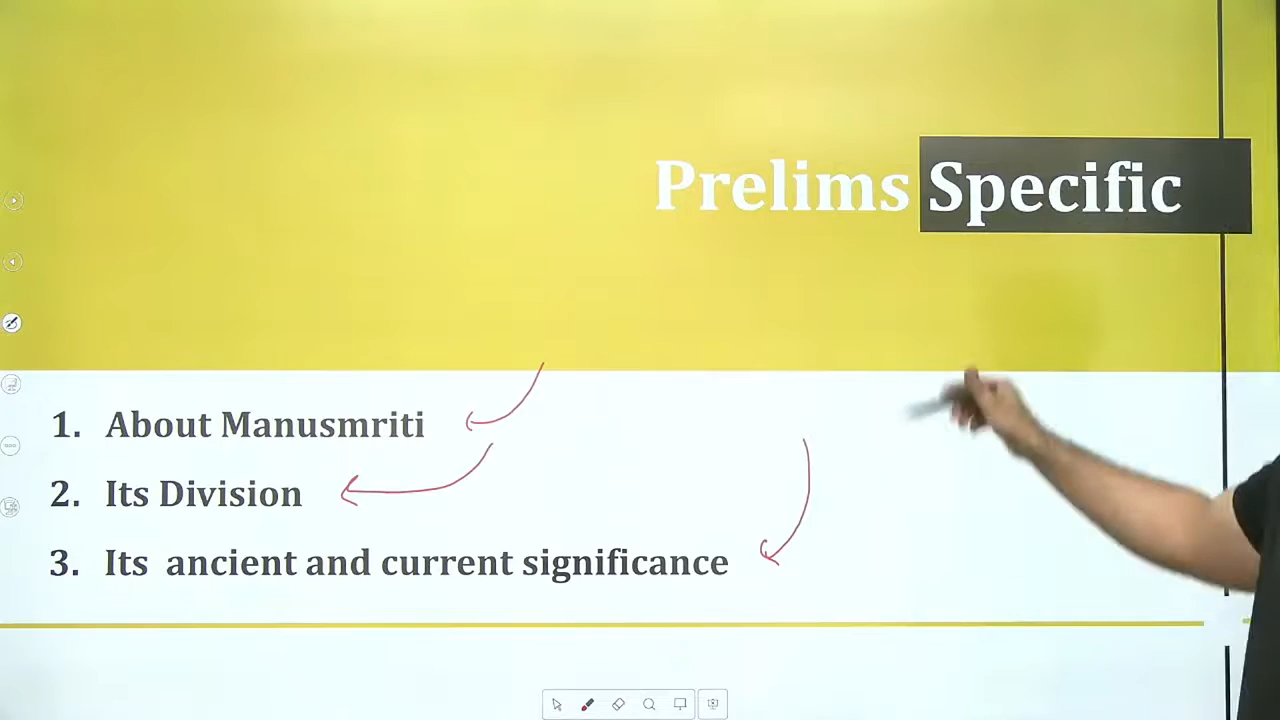 Prelims Specific
1. About Manusmriti
2. Its Division
3. Its ancient and current significance